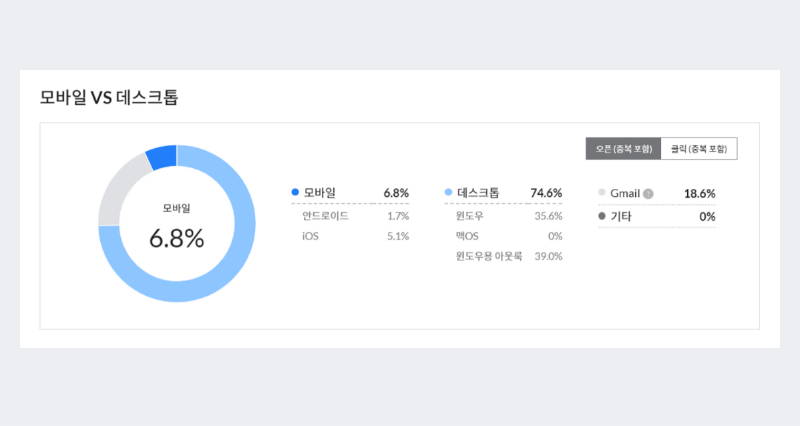 모바일 VS 데스크톱
오픈 (중복 포함) 클릭 (중복 포함)
모바일
6.8%
모바일 6.8%
안드로이드 1.7%
iOS 5.1%
데스크톱 74.6%
윈도우 35.6%
맥OS 0%
윈도우용 아웃룩 39.0%
Gmail ? 18.6%
기타 0%